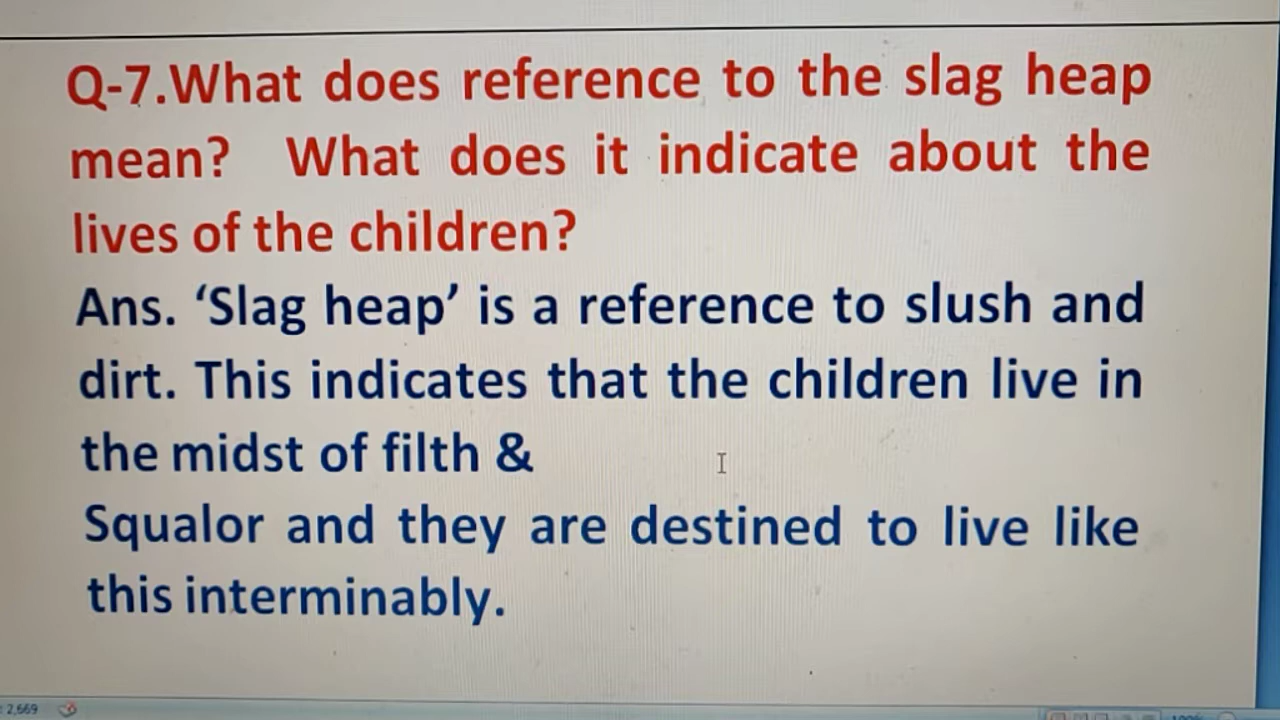 Q-7.What does reference to the slag heap
mean? What does it indicate about the
lives of the children?
Ans. ‘Slag heap’ is a reference to slush and
dirt. This indicates that the children live in
the midst of filth &
Squalor and they are destined to live like
this interminably.
: 2,669